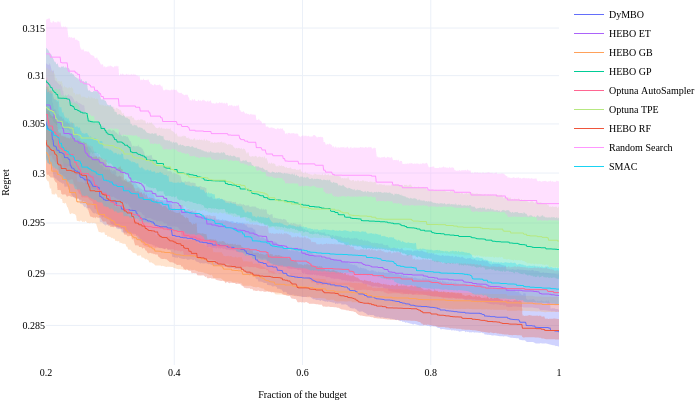 0.315
0.31
0.305
0.3
0.295
0.29
0.285
Regret
0.2 0.4 0.6 0.8 1
Fraction of the budget
DyMBO
HEBO ET
HEBO GB
HEBO GP
Optuna AutoSampler
Optuna TPE
HEBO RF
Random Search
SMAC